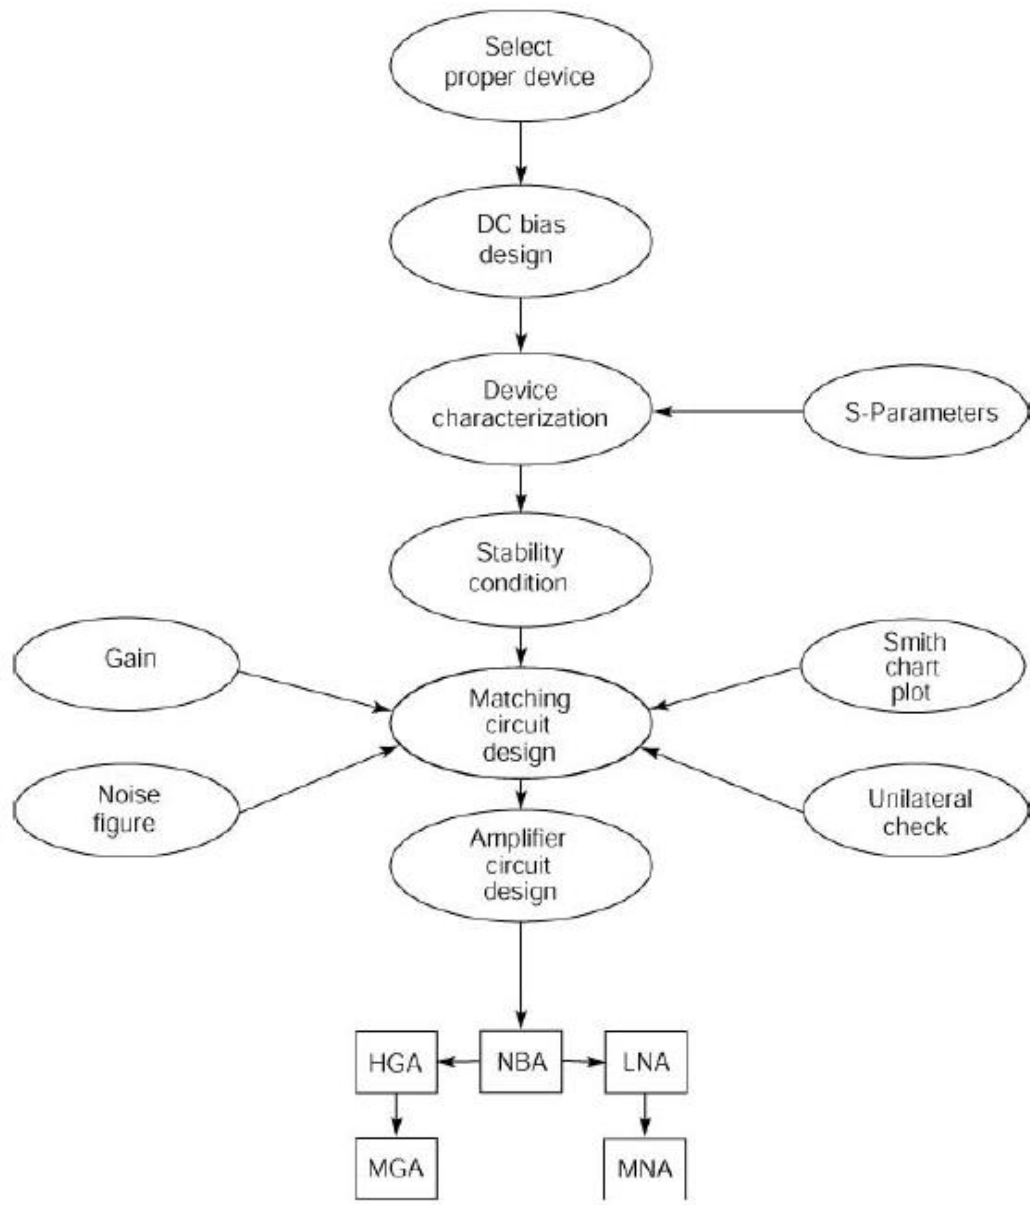 Select
proper device
DC bias
design
Device
characterization
S-Parameters
Stability
condition
Gain
Smith
chart
plot
Matching
circuit
design
Noise
figure
Unilateral
check
Amplifier
circuit
design
HGA
NBA
LNA
MGA
MNA